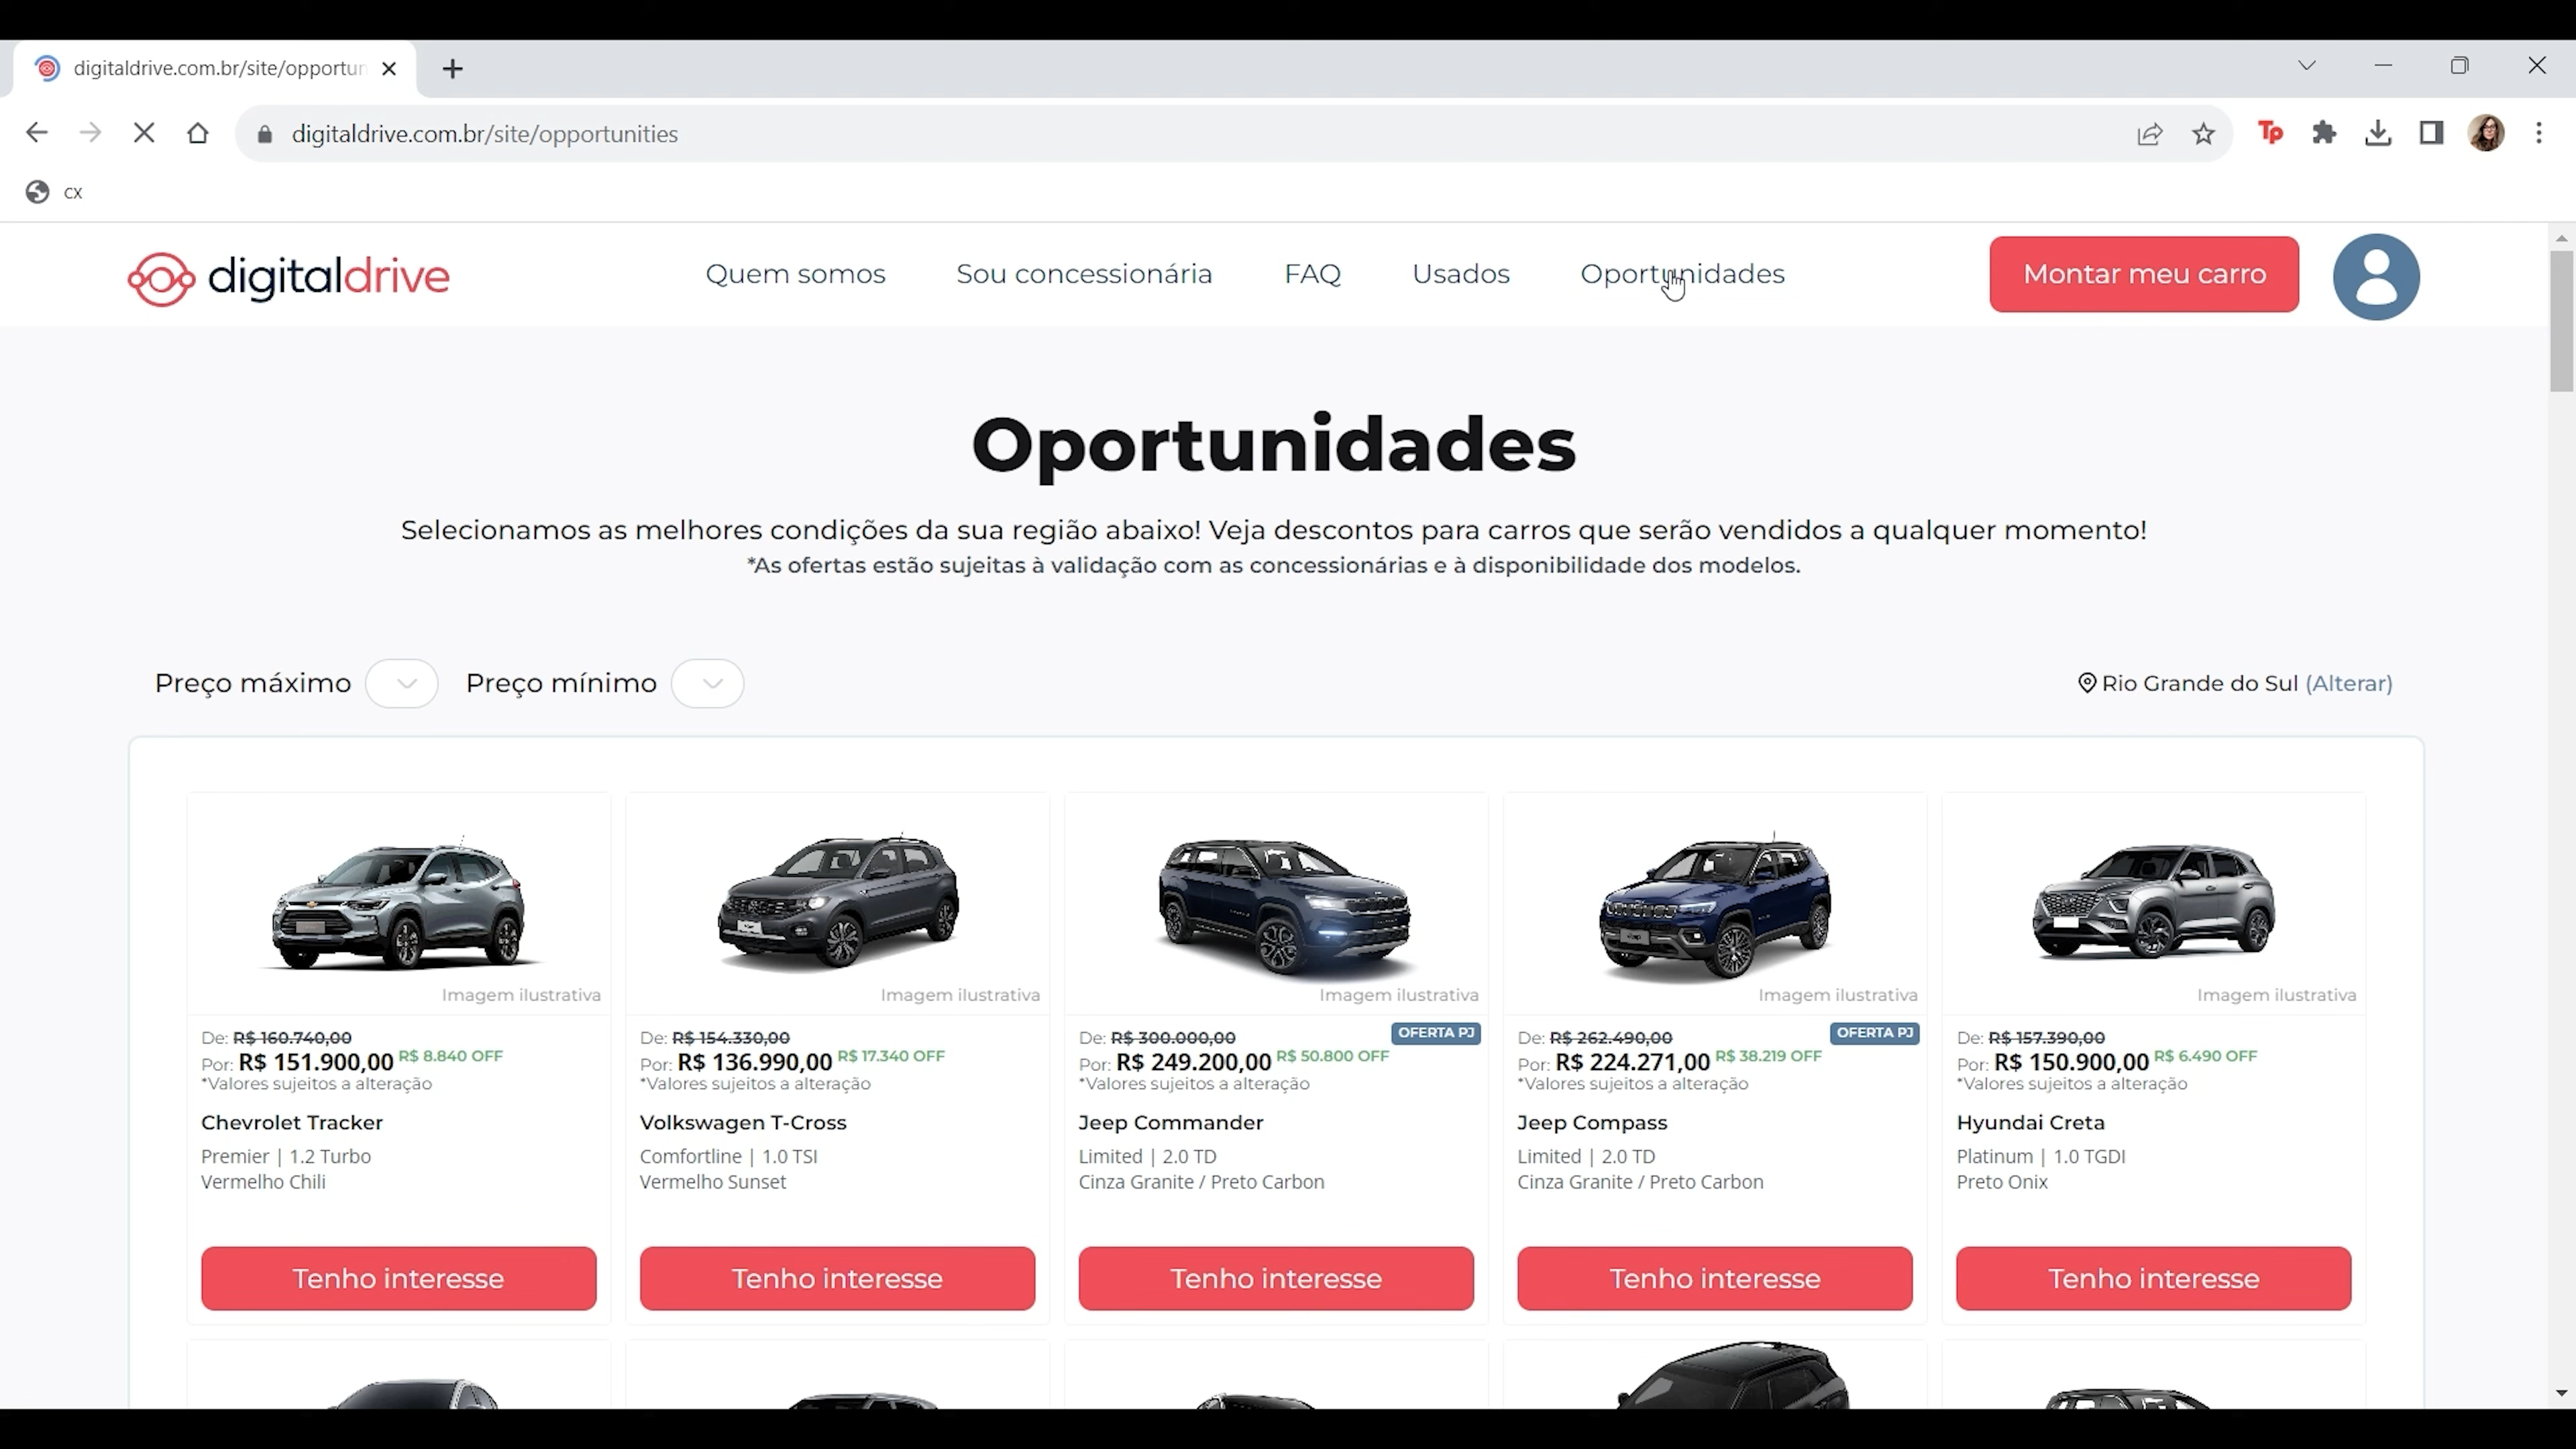 digitaldrive.com.br/site/opportun
digitaldrive.com.br/site/opportunities
Tp
cx
digitaldrive
Quem somos
Sou concessionária
FAQ
Usados
Oportunidades
Montar meu carro
Oportunidades
Selecionamos as melhores condições da sua região abaixo! Veja descontos para carros que serão vendidos a qualquer momento!
*As ofertas estão sujeitas à validação com as concessionárias e à disponibilidade dos modelos.
Preço máximo
Preço mínimo
Rio Grande do Sul (Alterar)
Imagem ilustrativa
De: R$ 160.740,00
Por: R$ 151.900,00 R$ 8.840 OFF
*Valores sujeitos a alteração
Chevrolet Tracker
Premier | 1.2 Turbo
Vermelho Chili
Tenho interesse
Imagem ilustrativa
De: R$ 154.330,00
Por: R$ 136.990,00 R$ 17.340 OFF
*Valores sujeitos a alteração
Volkswagen T-Cross
Comfortline | 1.0 TSI
Vermelho Sunset
Tenho interesse
Imagem ilustrativa
De: R$ 300.000,00
OFERTA PJ
Por: R$ 249.200,00 R$ 50.800 OFF
*Valores sujeitos a alteração
Jeep Commander
Limited | 2.0 TD
Cinza Granite / Preto Carbon
Tenho interesse
Imagem ilustrativa
De: R$ 262.490,00
OFERTA PJ
Por: R$ 224.271,00 R$ 38.219 OFF
*Valores sujeitos a alteração
Jeep Compass
Limited | 2.0 TD
Cinza Granite / Preto Carbon
Tenho interesse
Imagem ilustrativa
De: R$ 157.390,00
Por: R$ 150.900,00 R$ 6.490 OFF
*Valores sujeitos a alteração
Hyundai Creta
Platinum | 1.0 TGDI
Preto Onix
Tenho interesse